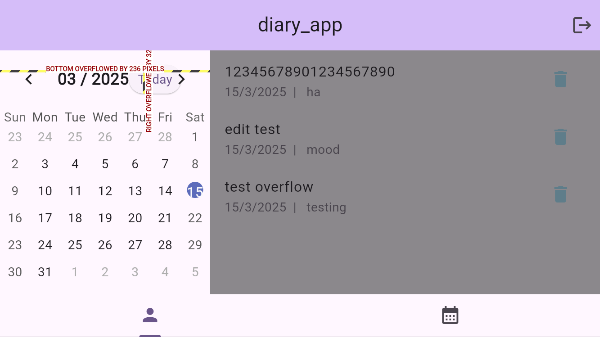 diary_app
BOTTOM OVERFLOWED BY 236 PIXELS
03 / 2025
Today
RIGHT OVERFLOWED BY 32
Sun Mon Tue Wed Thu Fri Sat
23 24 25 26 27 28 1
2 3 4 5 6 7 8
9 10 11 12 13 14 15
16 17 18 19 20 21 22
23 24 25 26 27 28 29
30 31 1 2 3 4 5
12345678901234567890
15/3/2025 | ha
edit test
15/3/2025 | mood
test overflow
15/3/2025 | testing